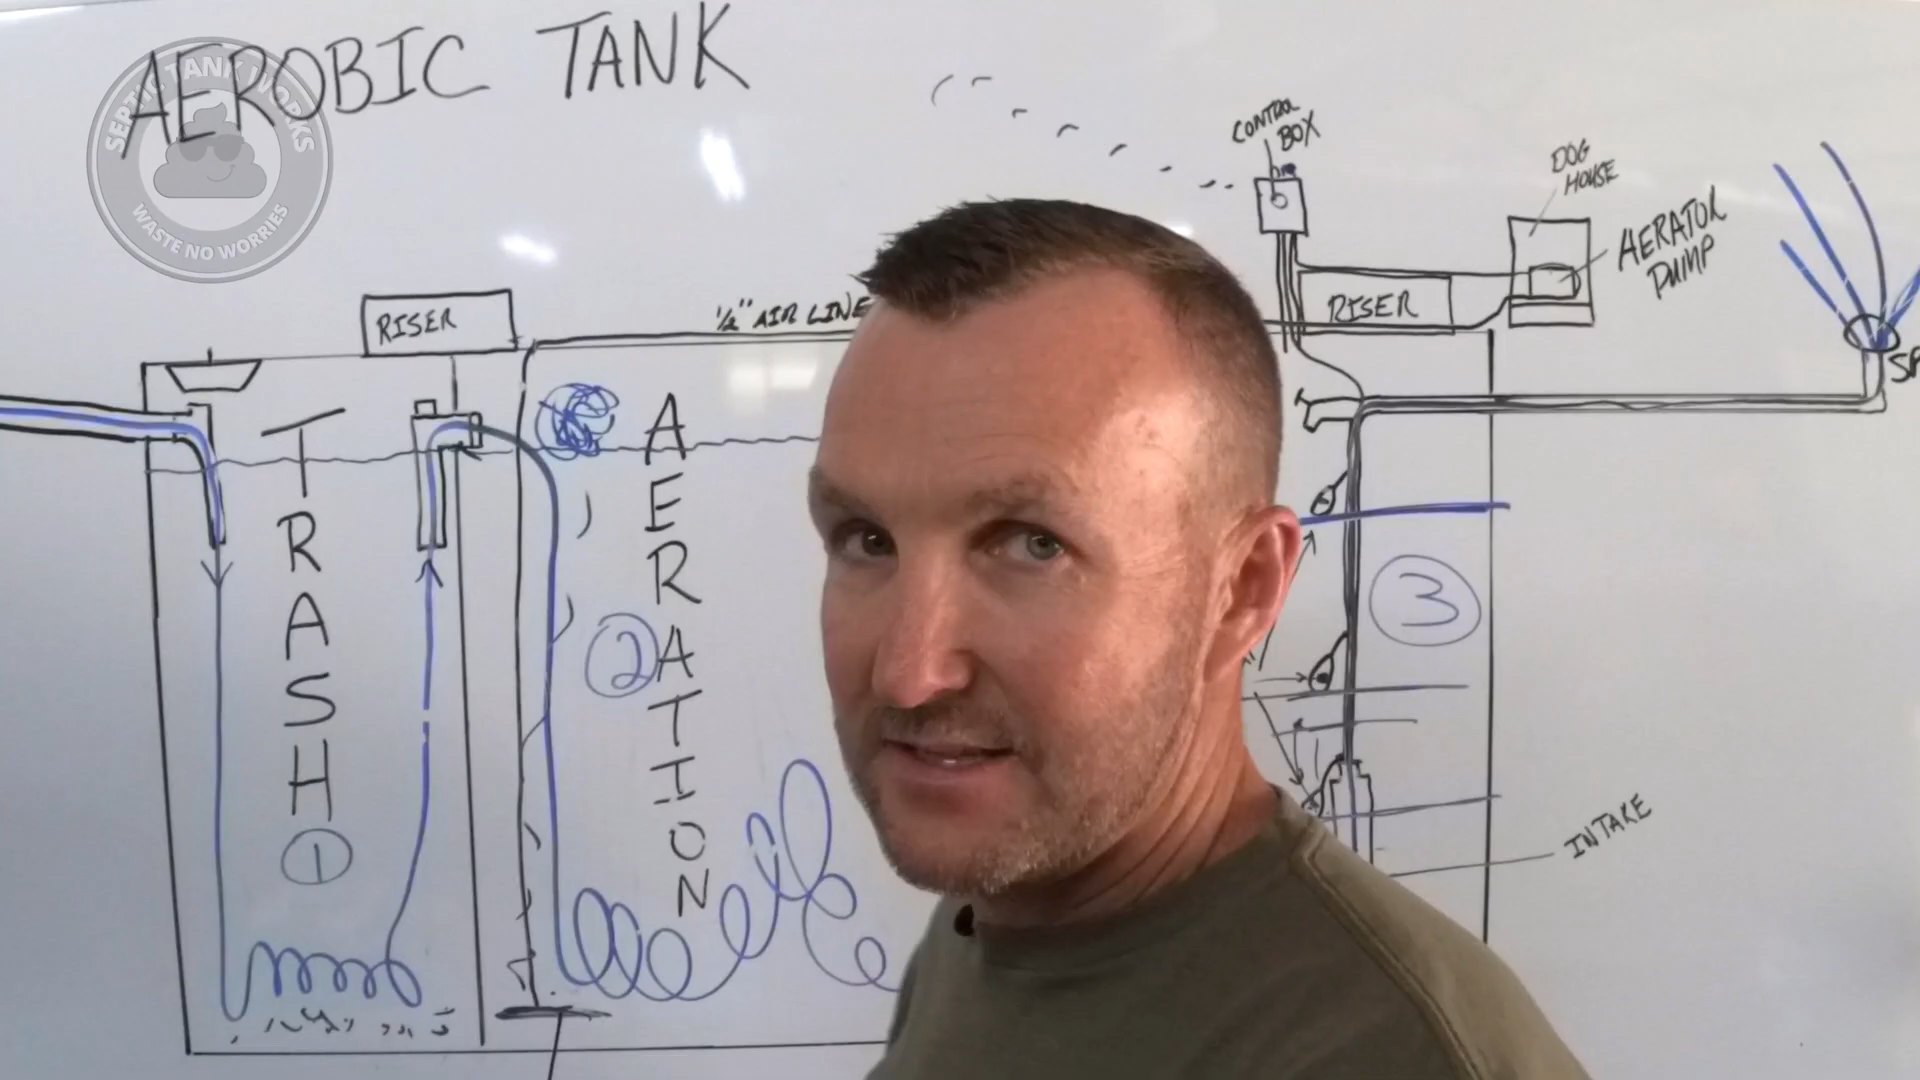 AEROBIC TANK
SEPTIC TANK WORKS
WASTE NO WORRIES
CONTROL
BOX
DOG
HOUSE
AERATOR
PUMP
RISER
1/2" AIR LINE
RISER
TRASH
1
AERATION
2
3
INTAKE